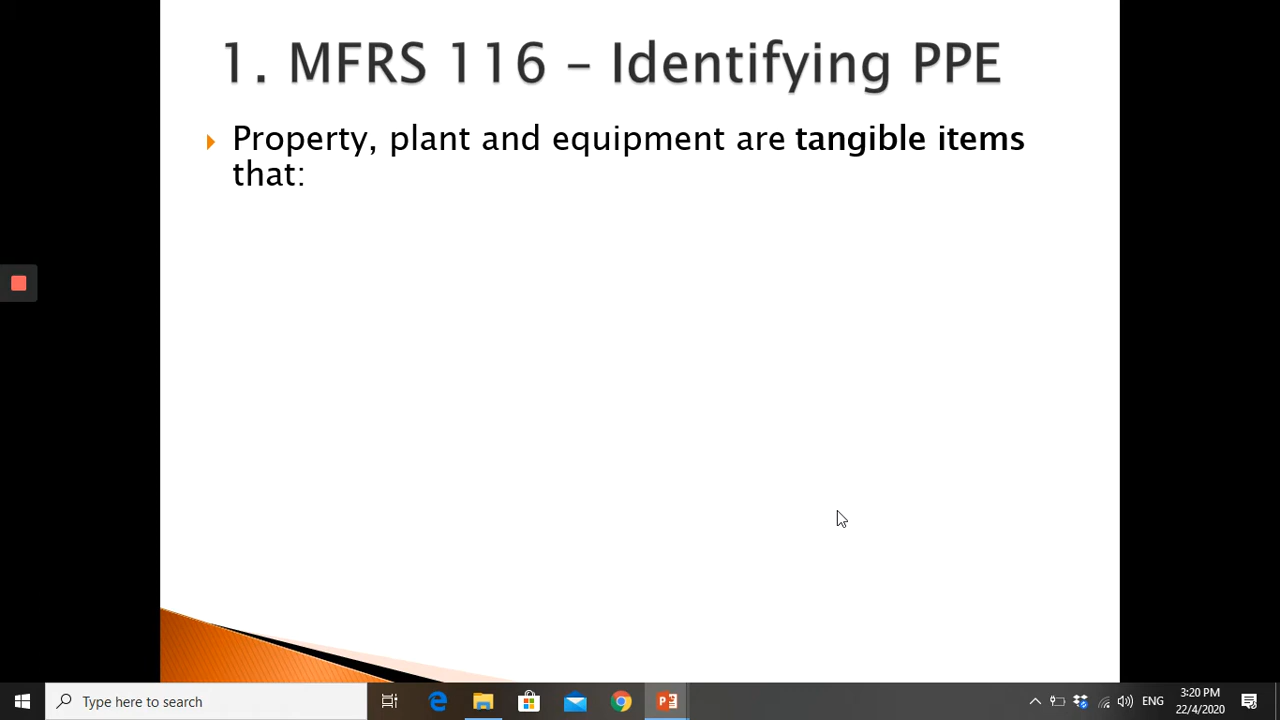 1. MFRS 116 – Identifying PPE
Property, plant and equipment are tangible items
that:
Type here to search
ENG
3:20 PM
22/4/2020